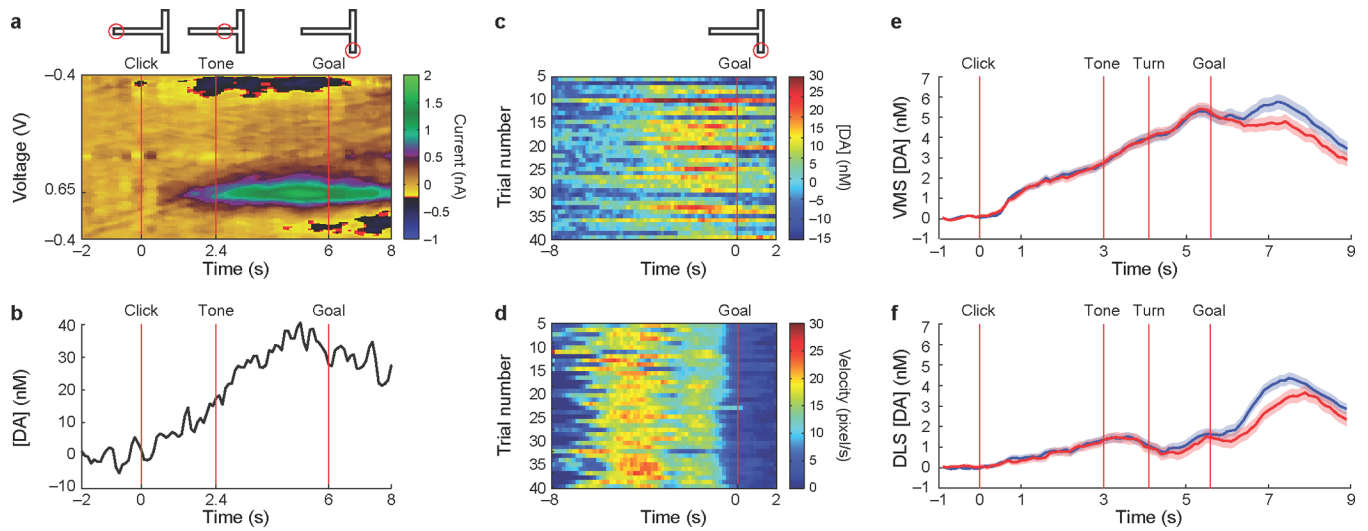 a
Click
Tone
Goal
Voltage (V)
–0.4
0.65
–0.4
–2
0
2.4
6
8
Time (s)
2
1.5
1
0.5
0
–0.5
–1
Current (nA)
b
Click
Tone
Goal
[DA] (nM)
40
30
20
10
0
–10
–2
0
2.4
6
8
Time (s)
c
Goal
Trial number
5
10
15
20
25
30
35
40
–8
0
2
Time (s)
30
25
20
15
10
5
0
–5
–10
–15
[DA] (nM)
d
Goal
Trial number
5
10
15
20
25
30
35
40
–8
0
2
Time (s)
30
25
20
15
10
5
0
Velocity (pixel/s)
e
Click
Tone
Turn
Goal
VMS [DA] (nM)
7
6
5
4
3
2
1
0
–1
–1
0
1
3
5
7
9
Time (s)
f
Click
Tone
Turn
Goal
DLS [DA] (nM)
7
6
5
4
3
2
1
0
–1
–1
0
1
3
5
7
9
Time (s)